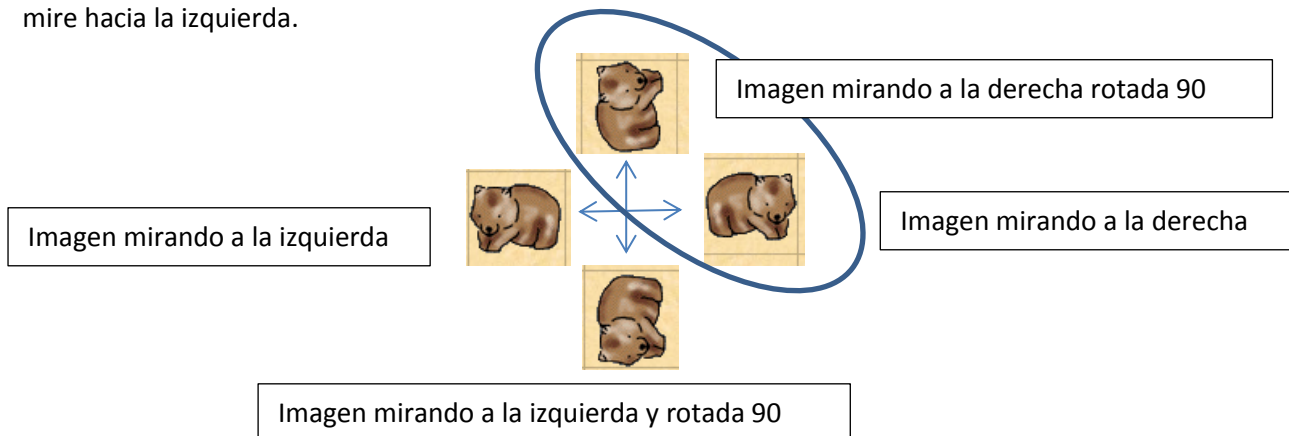 mire hacia la izquierda.
Imagen mirando a la derecha rotada 90
Imagen mirando a la izquierda
Imagen mirando a la derecha
Imagen mirando a la izquierda y rotada 90